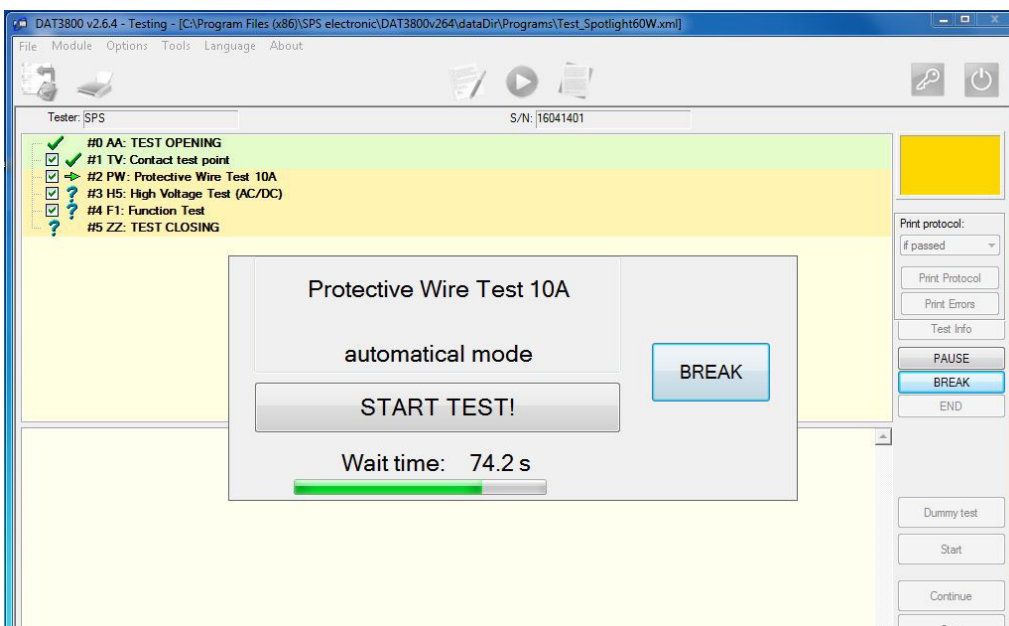 DAT3800 v2.6.4 - Testing - [C:\Program Files (x86)\SPS electronic\DAT3800v264\dataDir\Programs\Test_Spotlight60W.xml]
File Module Options Tools Language About
Tester: SPS S/N: 16041401
#0 AA: TEST OPENING
#1 TV: Contact test point
#2 PW: Protective Wire Test 10A
#3 H5: High Voltage Test (AC/DC)
#4 F1: Function Test
#5 ZZ: TEST CLOSING
Protective Wire Test 10A
automatical mode
START TEST!
BREAK
Wait time: 74.2 s
Print protocol:
if passed
Print Protocol
Print Errors
Test Info
PAUSE
BREAK
END
Dummy test
Start
Continue